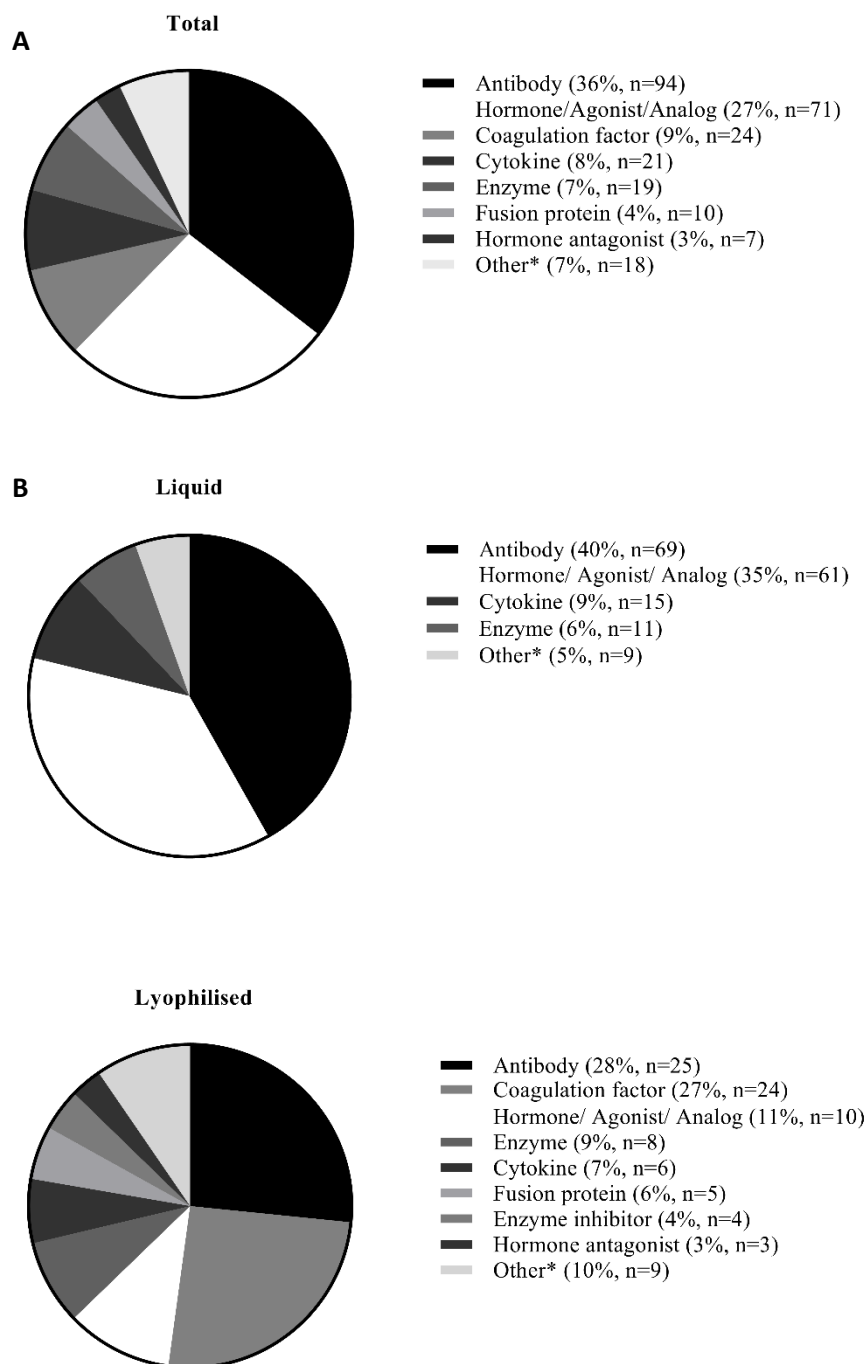 A
Total
Antibody (36%, n=94)
Hormone/Agonist/Analog (27%, n=71)
Coagulation factor (9%, n=24)
Cytokine (8%, n=21)
Enzyme (7%, n=19)
Fusion protein (4%, n=10)
Hormone antagonist (3%, n=7)
Other* (7%, n=18)
B
Liquid
Antibody (40%, n=69)
Hormone/ Agonist/ Analog (35%, n=61)
Cytokine (9%, n=15)
Enzyme (6%, n=11)
Other* (5%, n=9)
Lyophilised
Antibody (28%, n=25)
Coagulation factor (27%, n=24)
Hormone/ Agonist/ Analog (11%, n=10)
Enzyme (9%, n=8)
Cytokine (7%, n=6)
Fusion protein (6%, n=5)
Enzyme inhibitor (4%, n=4)
Hormone antagonist (3%, n=3)
Other* (10%, n=9)